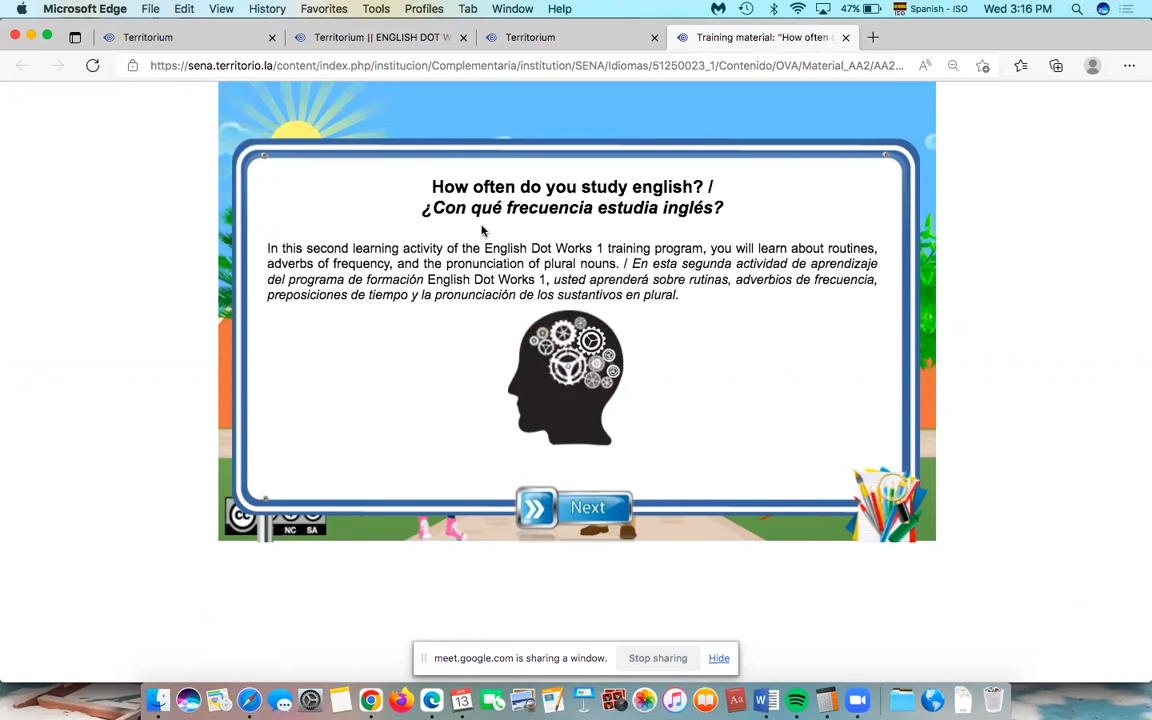 Microsoft Edge File Edit View History Favorites Tools Profiles Tab Window Help 47% Spanish - ISO Wed 3:16 PM
Territorium Territorium || ENGLISH DOT W Territorium Training material: "How often
https://sena.territorio.la/content/index.php/institucion/Complementaria/institution/SENA/Idiomas/51250023_1/Contenido/OVA/Material_AA2/AA2...
How often do you study english? /
¿Con qué frecuencia estudia inglés?
In this second learning activity of the English Dot Works 1 training program, you will learn about routines,
adverbs of frequency, and the pronunciation of plural nouns. / En esta segunda actividad de aprendizaje
del programa de formación English Dot Works 1, usted aprenderá sobre rutinas, adverbios de frecuencia,
preposiciones de tiempo y la pronunciación de los sustantivos en plural.
Next
cc NC SA
meet.google.com is sharing a window. Stop sharing Hide
13